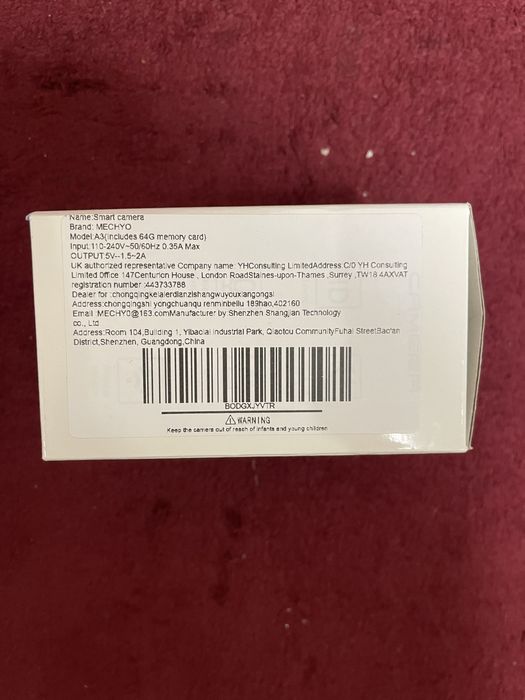 Name:Smart camera
Brand: MECHYO
Model:A3(includes 64G memory card)
Input:110-240V~50/60Hz 0.35A Max
OUTPUT:5V--1.5~2A
UK authorized representative Company name: YHConsulting LimitedAddress C/0 YH Consulting
Limited Office 147Centurion House , London RoadStaines-upon-Thames ,Surrey ,TW18 4AXVAT
registration number :443733788
Dealer for :chongqingkelaierdianzishangwuyouxiangongsi
Address:chongqingshi yongchuanqu renminbeilu 189hao,402160
Email :MECHY0@163.comManufacturer by Shenzhen Shangjian Technology
co., Ltd
Address:Room 104,Building 1, Yibaolai Industrial Park, Qiaotou CommunityFuhai StreetBao'an
District,Shenzhen, Guangdong,China
BODGXJYVTR
⚠WARNING
Keep the camera out of reach of infants and young children